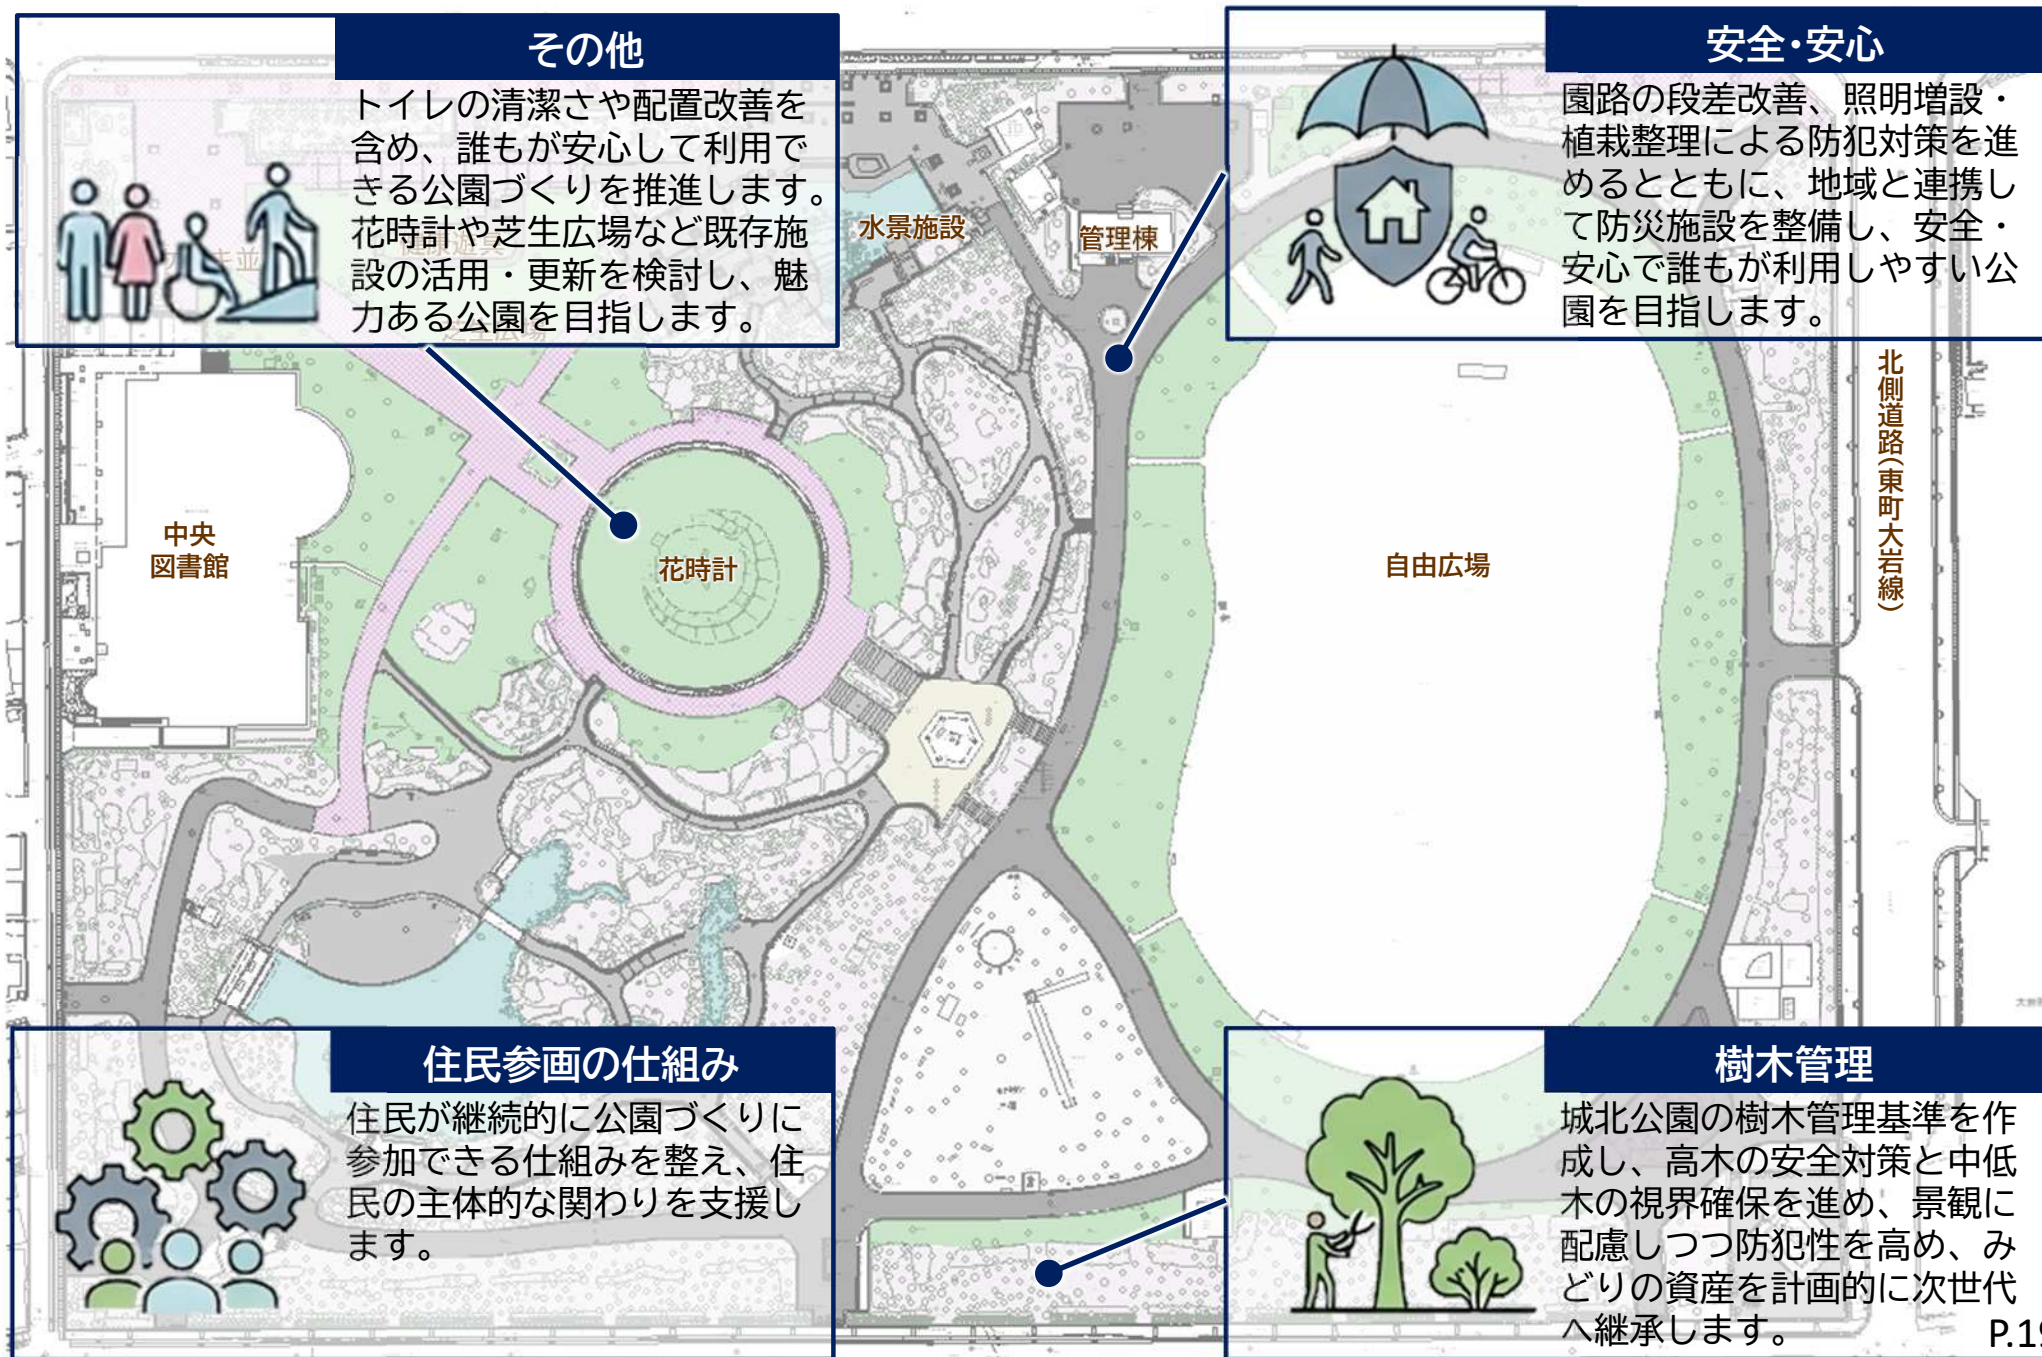 その他
トイレの清潔さや配置改善を
含め、誰もが安心して利用で
きる公園づくりを推進します。
花時計や芝生広場など既存施
設の活用・更新を検討し、魅
力ある公園を目指します。
健康遊具
芝生広場
安全・安心
園路の段差改善、照明増設・
植栽整理による防犯対策を進
めるとともに、地域と連携し
て防災施設を整備し、安全・
安心で誰もが利用しやすい公
園を目指します。
水景施設
管理棟
北側道路(東町大岩線)
中央
図書館
花時計
自由広場
住民参画の仕組み
住民が継続的に公園づくりに
参加できる仕組みを整え、住
民の主体的な関わりを支援し
ます。
樹木管理
城北公園の樹木管理基準を作
成し、高木の安全対策と中低
木の視界確保を進め、景観に
配慮しつつ防犯性を高め、み
どりの資産を計画的に次世代
へ継承します。
P.19